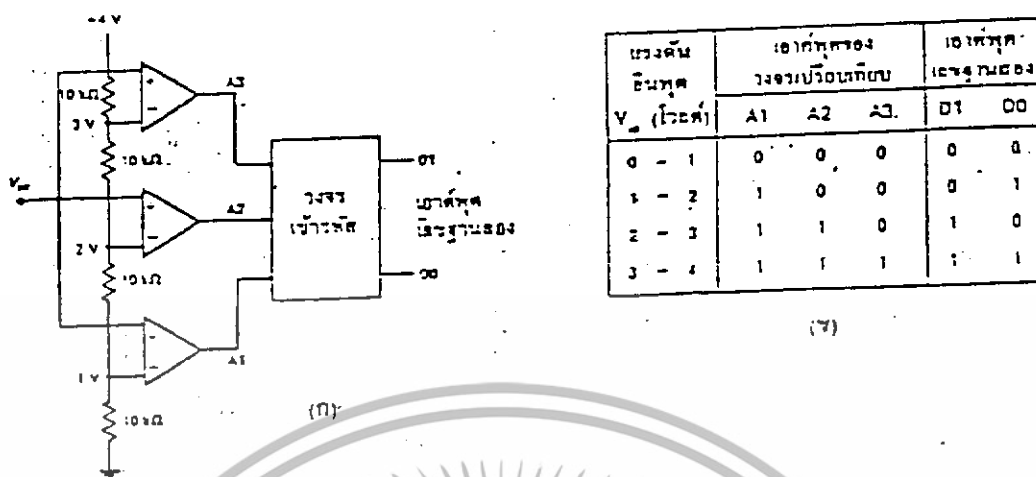 +4 V
10 kΩ
A3
3 V
10 kΩ
V_in
A2
2 V
10 kΩ
A1
1 V
10 kΩ
วงจร
เข้ารหัส
D1
เอาต์พุต
เลขฐานสอง
D0
(ก)
แรงดัน
อินพุต
V_in (โวลต์)
เอาต์พุตของ
วงจรเปรียบเทียบ
เอาต์พุต
เลขฐานสอง
A1 A2 A3 D1 D0
0 - 1 0 0 0 0 0
1 - 2 1 0 0 0 1
2 - 3 1 1 0 1 0
3 - 4 1 1 1 1 1
(ข)